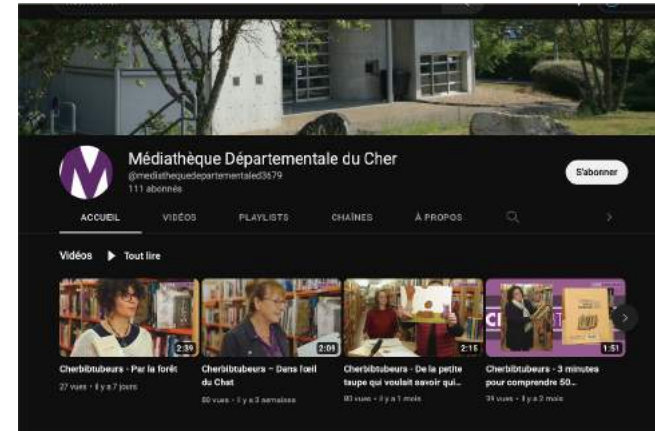 Médiathèque Départementale du Cher
@mediathequedepartementaled3679
111 abonnés
S'abonner
ACCUEIL VIDÉOS PLAYLISTS CHAÎNES À PROPOS
Vidéos Tout lire
2:39 2:09 2:15 1:51
Cherbibtubeurs - Par la forêt
27 vues • il y a 7 jours
Cherbibtubeurs – Dans l'œil
du Chat
80 vues • il y a 3 semaines
Cherbibtubeurs - De la petite
taupe qui voulait savoir qui...
80 vues • il y a 1 mois
Cherbibtubeurs - 3 minutes
pour comprendre 50...
39 vues • il y a 2 mois